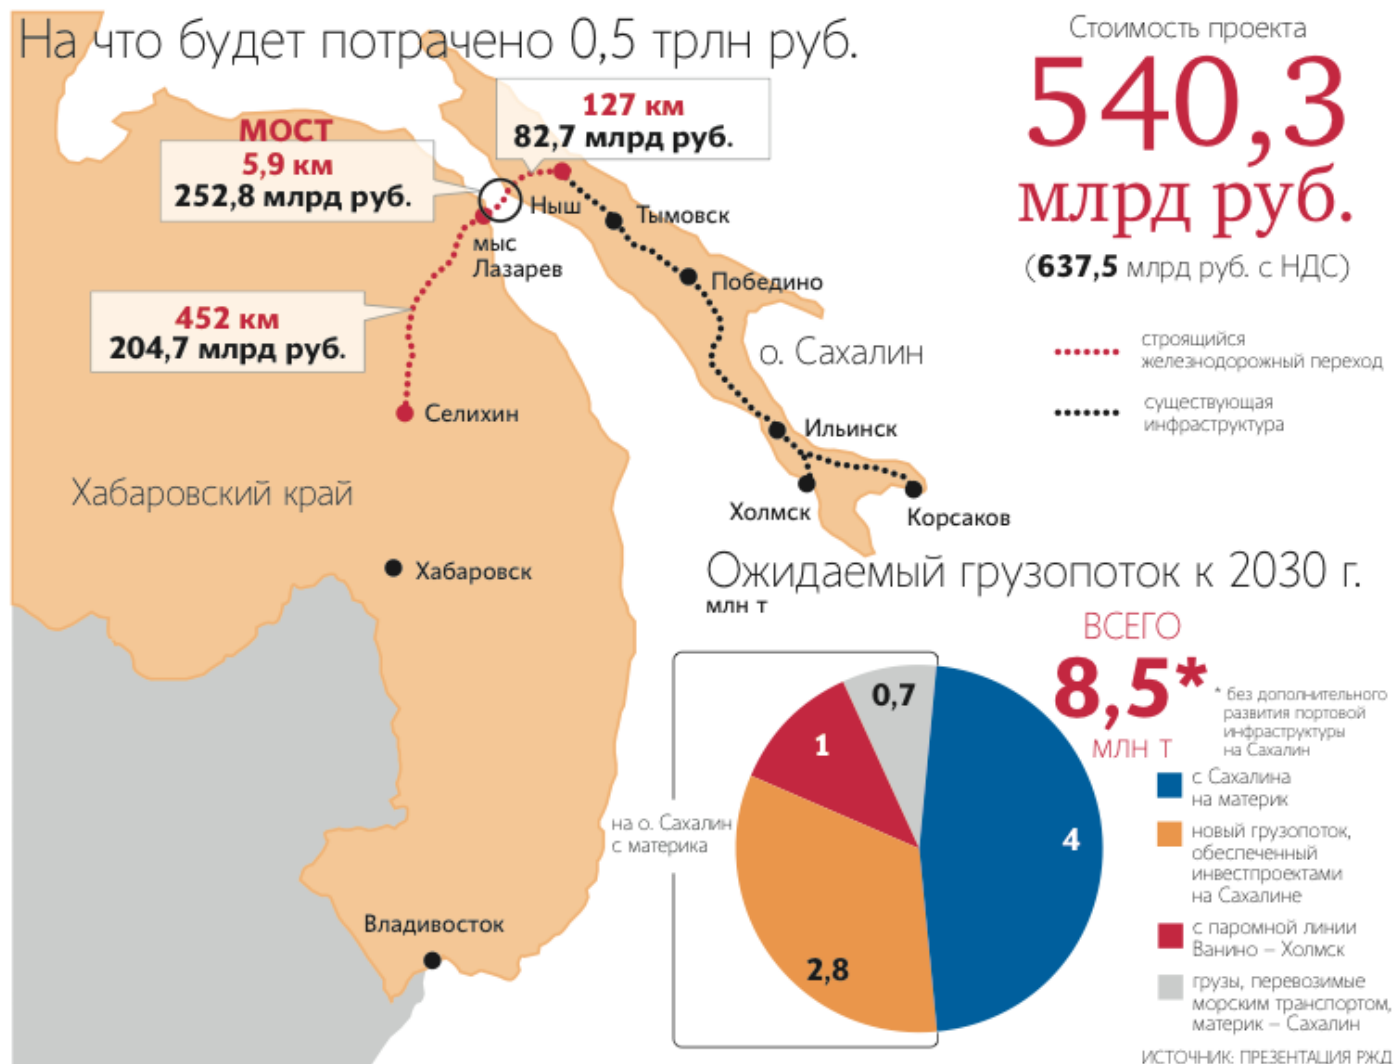 На что будет потрачено 0,5 трлн руб.
Стоимость проекта
540,3
млрд руб.
(637,5 млрд руб. с НДС)
строящийся
железнодорожный переход
существующая
инфраструктура
127 км
82,7 млрд руб.
МОСТ
5,9 км
252,8 млрд руб.
452 км
204,7 млрд руб.
Ныш
Тымовск
мыс
Лазарев
Победино
о. Сахалин
Селихин
Ильинск
Хабаровский край
Холмск
Корсаков
Хабаровск
Владивосток
Ожидаемый грузопоток к 2030 г.
млн т
ВСЕГО
8,5*
млн т
* без дополнительного
развития портовой
инфраструктуры
на Сахалин
0,7
1
4
2,8
на о. Сахалин
с материка
с Сахалина
на материк
новый грузопоток,
обеспеченный
инвестпроектами
на Сахалине
с паромной линии
Ванино – Холмск
грузы, перевозимые
морским транспортом,
материк – Сахалин
ИСТОЧНИК: ПРЕЗЕНТАЦИЯ РЖД